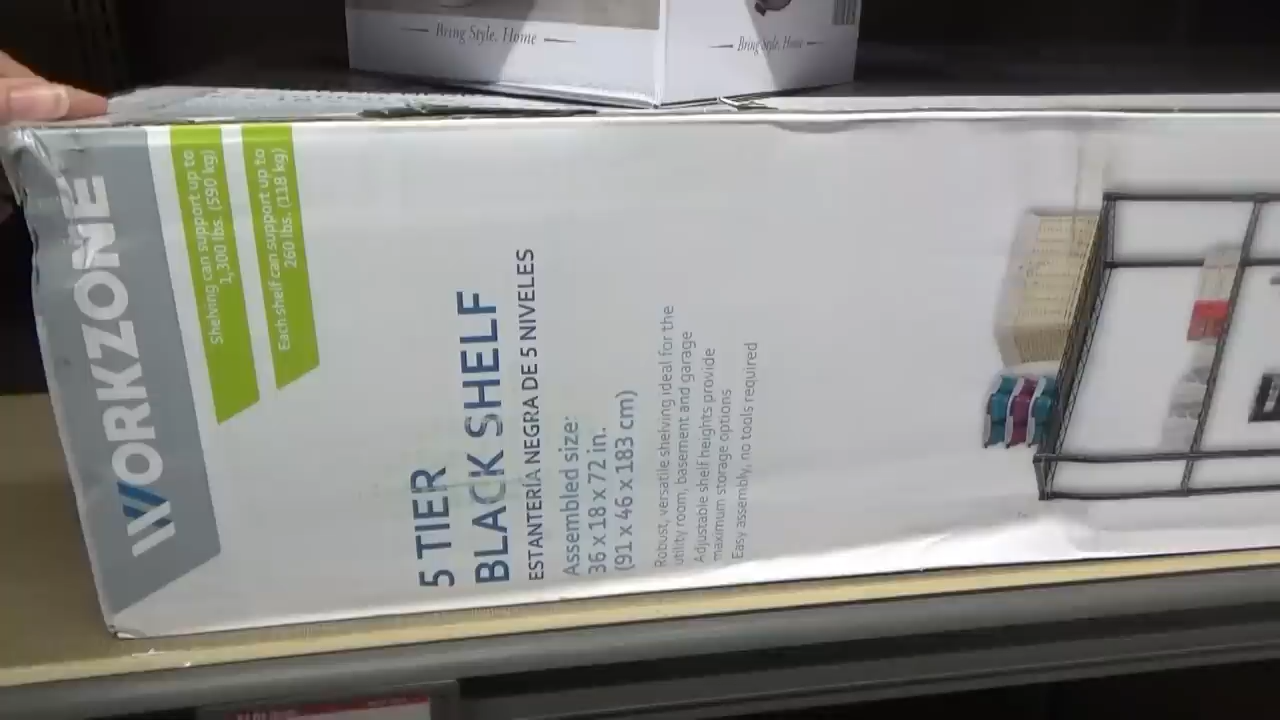 Bring Style. Home
Bring Style. Home
WORKZONE
Shelving can support up to
1,300 lbs. (590 kg)
Each shelf can support up to
260 lbs. (118 kg)
5 TIER
BLACK SHELF
ESTANTERÍA NEGRA DE 5 NIVELES
Assembled size:
36 x 18 x 72 in.
(91 x 46 x 183 cm)
Robust, versatile shelving ideal for the
utility room, basement and garage
Adjustable shelf heights provide
maximum storage options
Easy assembly, no tools required